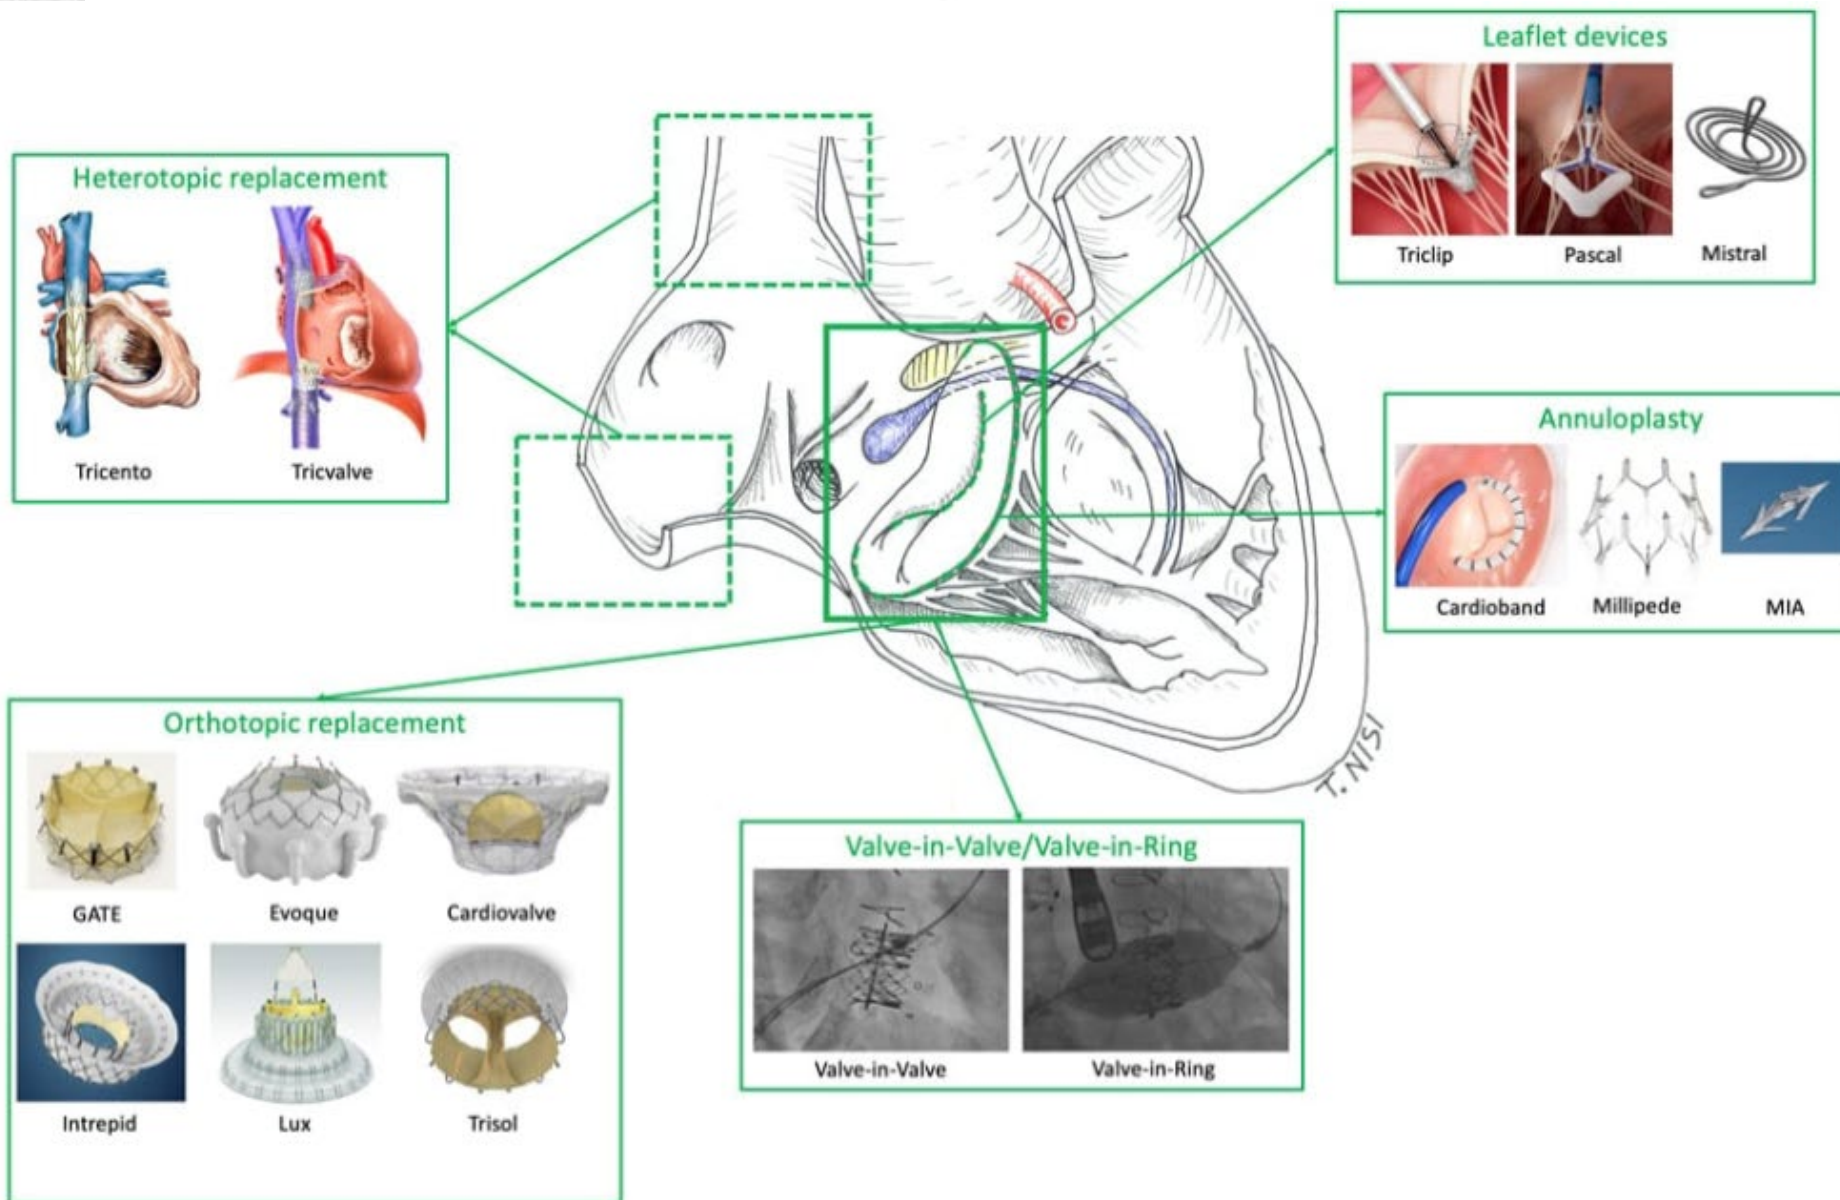 Leaflet devices
Triclip Pascal Mistral
Heterotopic replacement
Tricento Tricvalve
Annuloplasty
Cardioband Millipede MIA
Orthotopic replacement
GATE Evoque Cardiovalve
Intrepid Lux Trisol
Valve-in-Valve/Valve-in-Ring
Valve-in-Valve Valve-in-Ring
T. NISI